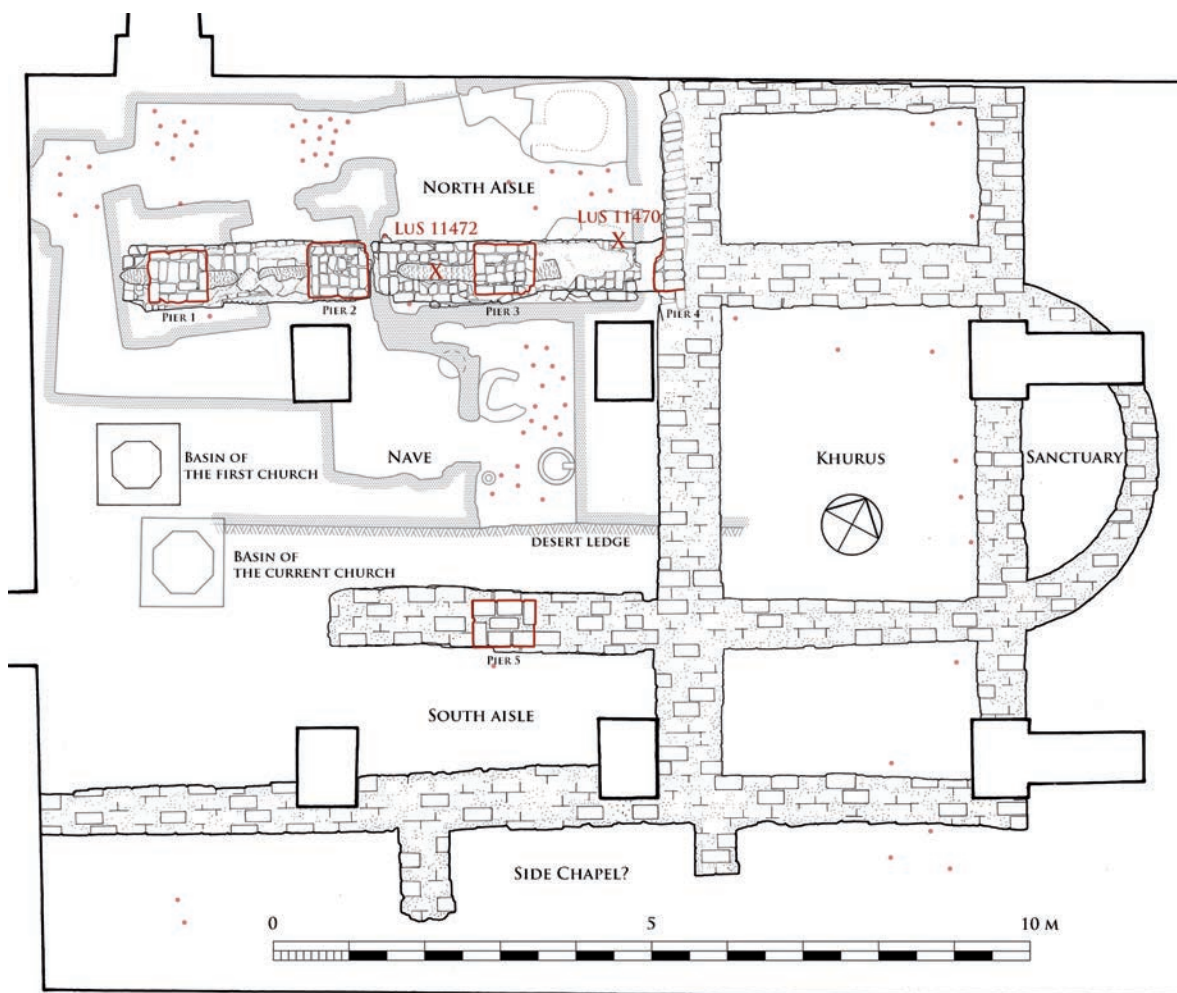 North Aisle
LuS 11472
LuS 11470
Pier 1
Pier 2
Pier 3
Pier 4
Basin of
the first church
Nave
Khurus
Sanctuary
desert ledge
Basin of
the current church
Pier 5
South aisle
Side Chapel?
0
5
10 m